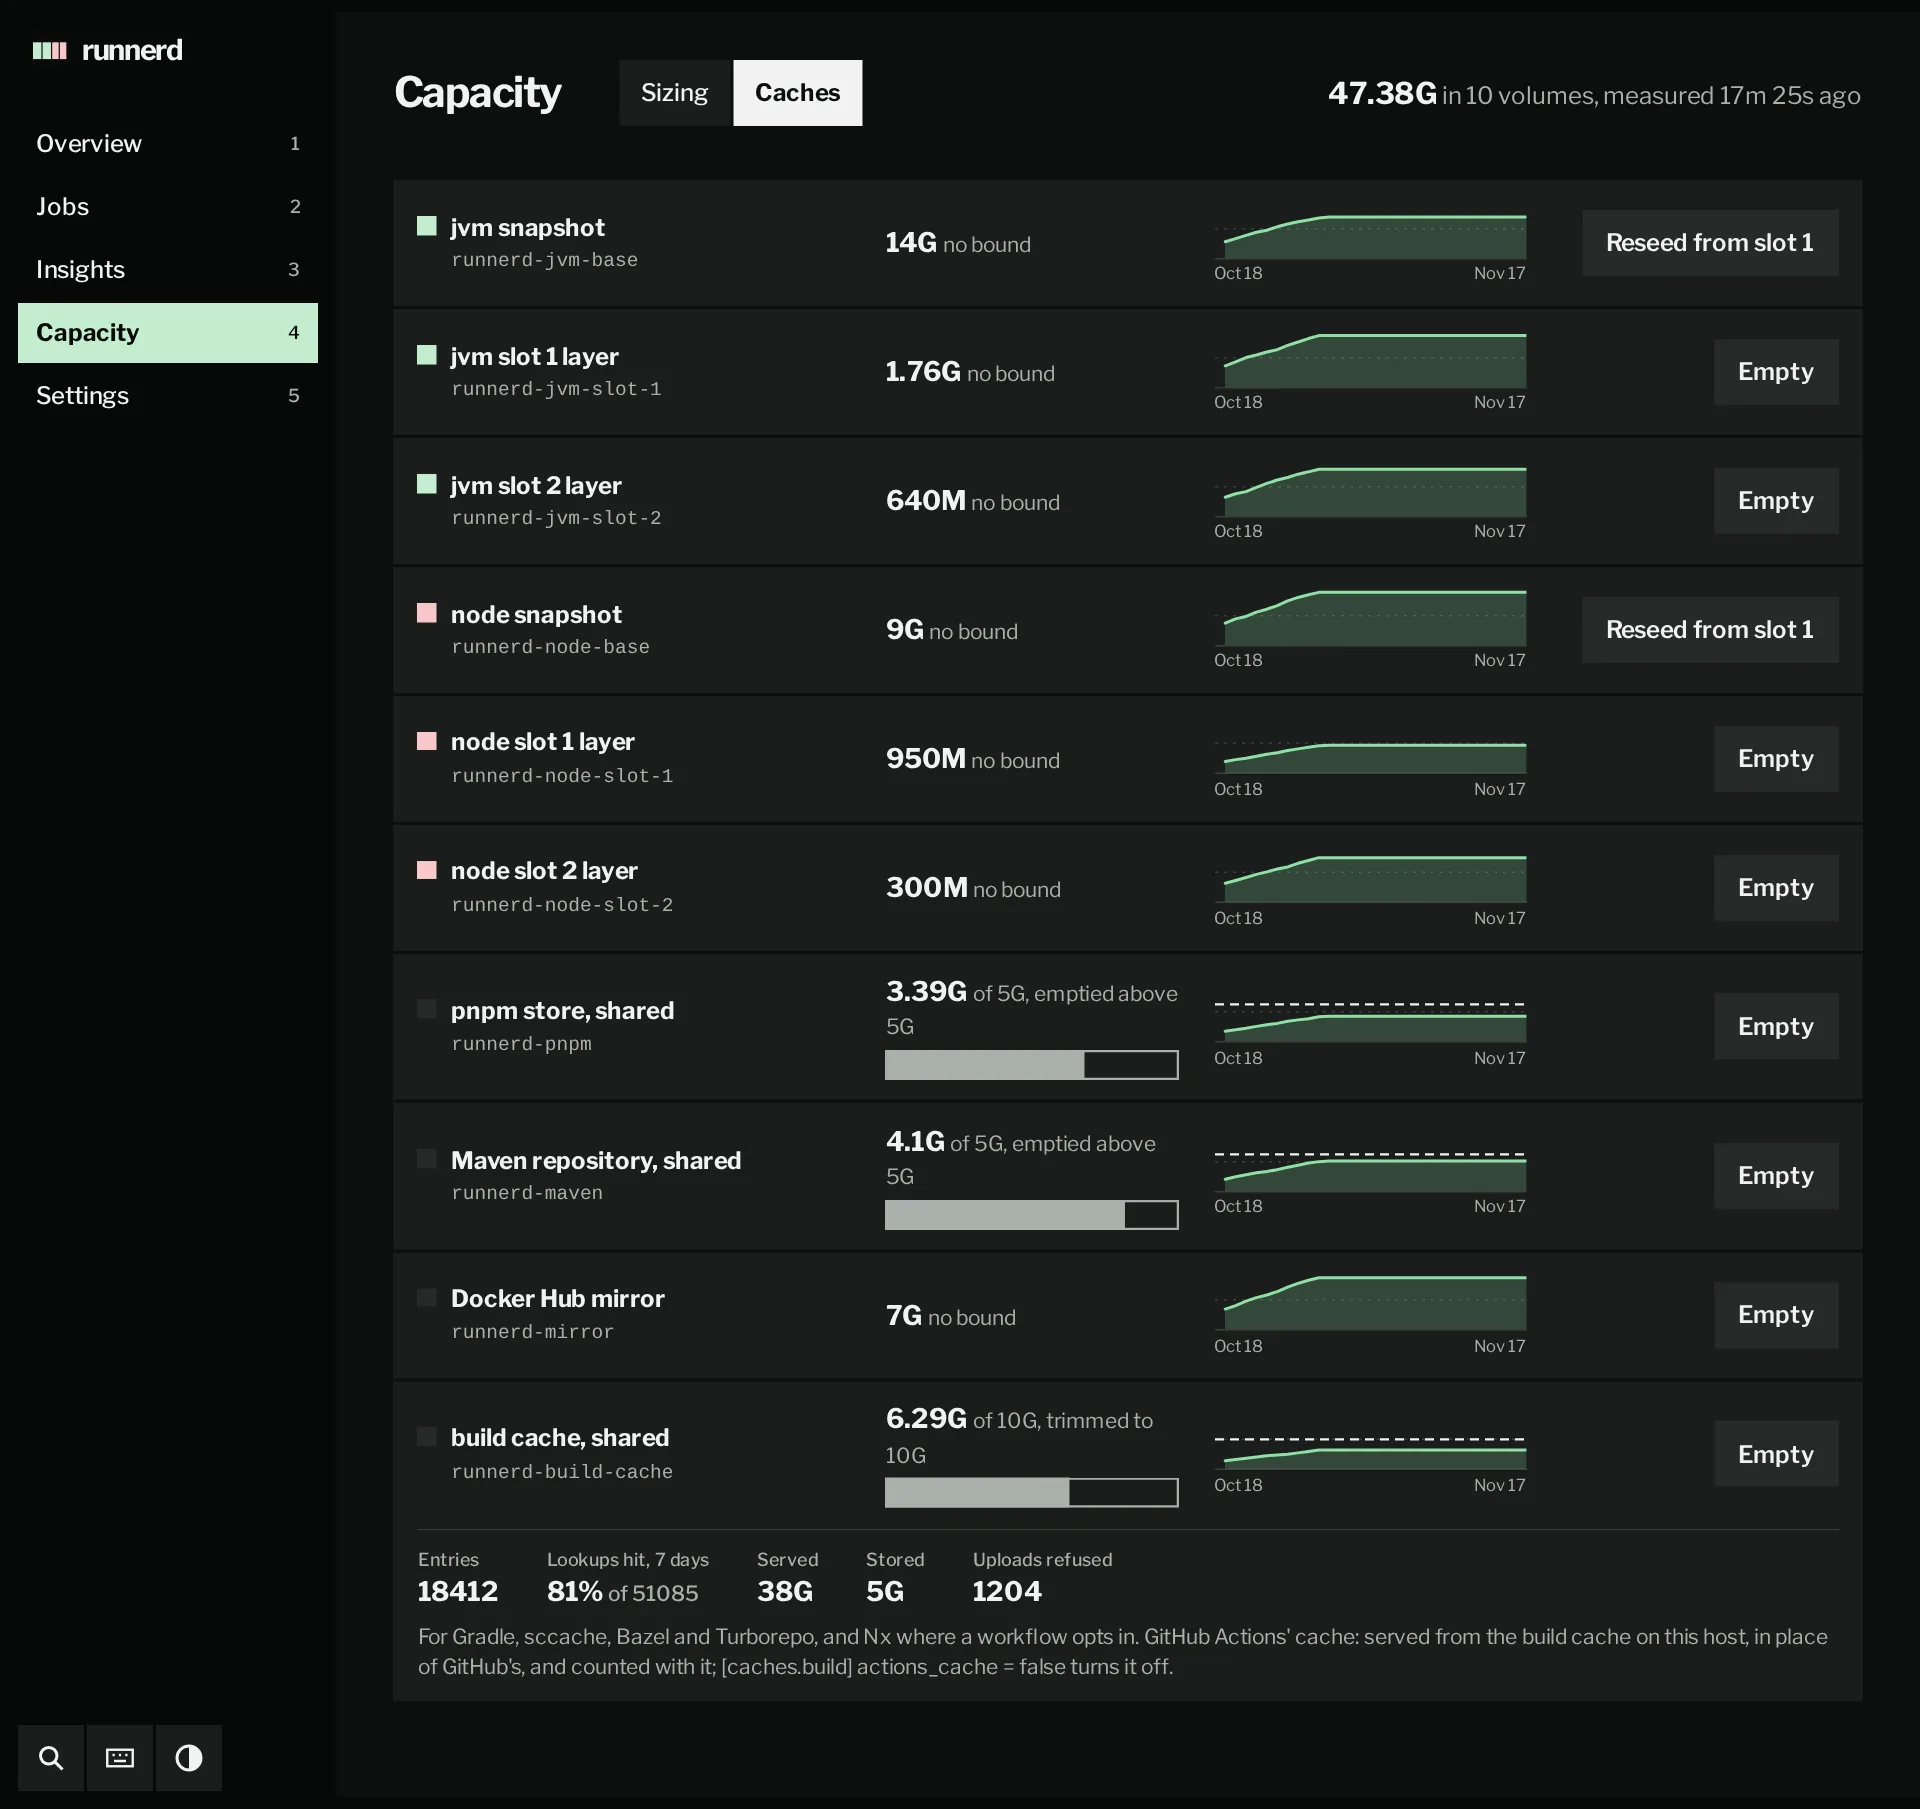 runnerd
Overview 1
Jobs 2
Insights 3
Capacity 4
Settings 5
Capacity
Sizing
Caches
47.38G in 10 volumes, measured 17m 25s ago
jvm snapshot
runnerd-jvm-base
14G no bound
Oct 18 Nov 17
Reseed from slot 1
jvm slot 1 layer
runnerd-jvm-slot-1
1.76G no bound
Oct 18 Nov 17
Empty
jvm slot 2 layer
runnerd-jvm-slot-2
640M no bound
Oct 18 Nov 17
Empty
node snapshot
runnerd-node-base
9G no bound
Oct 18 Nov 17
Reseed from slot 1
node slot 1 layer
runnerd-node-slot-1
950M no bound
Oct 18 Nov 17
Empty
node slot 2 layer
runnerd-node-slot-2
300M no bound
Oct 18 Nov 17
Empty
pnpm store, shared
runnerd-pnpm
3.39G of 5G, emptied above
5G
Oct 18 Nov 17
Empty
Maven repository, shared
runnerd-maven
4.1G of 5G, emptied above
5G
Oct 18 Nov 17
Empty
Docker Hub mirror
runnerd-mirror
7G no bound
Oct 18 Nov 17
Empty
build cache, shared
runnerd-build-cache
6.29G of 10G, trimmed to
10G
Oct 18 Nov 17
Empty
Entries
18412
Lookups hit, 7 days
81% of 51085
Served
38G
Stored
5G
Uploads refused
1204
For Gradle, sccache, Bazel and Turborepo, and Nx where a workflow opts in. GitHub Actions' cache: served from the build cache on this host, in place
of GitHub's, and counted with it; [caches.build] actions_cache = false turns it off.